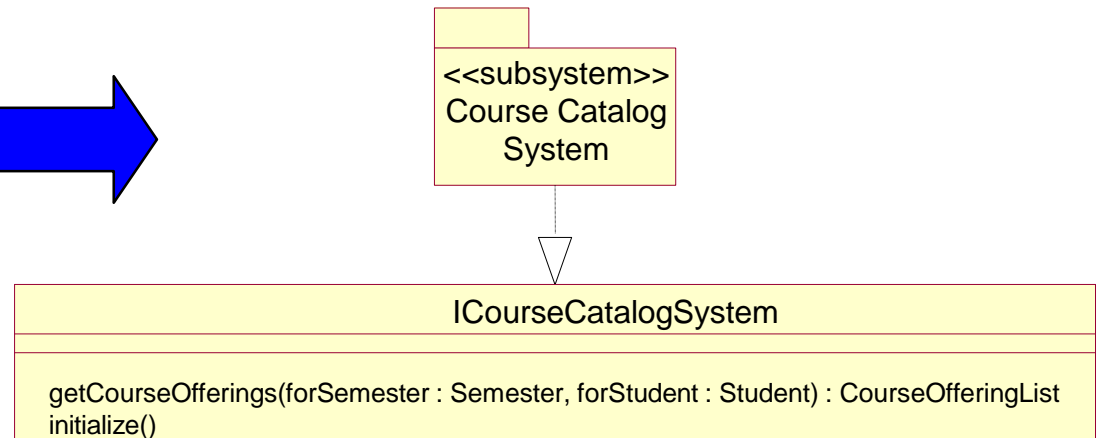 <<subsystem>>
Course Catalog
System
ICourseCatalogSystem
getCourseOfferings(forSemester : Semester, forStudent : Student) : CourseOfferingList
initialize()